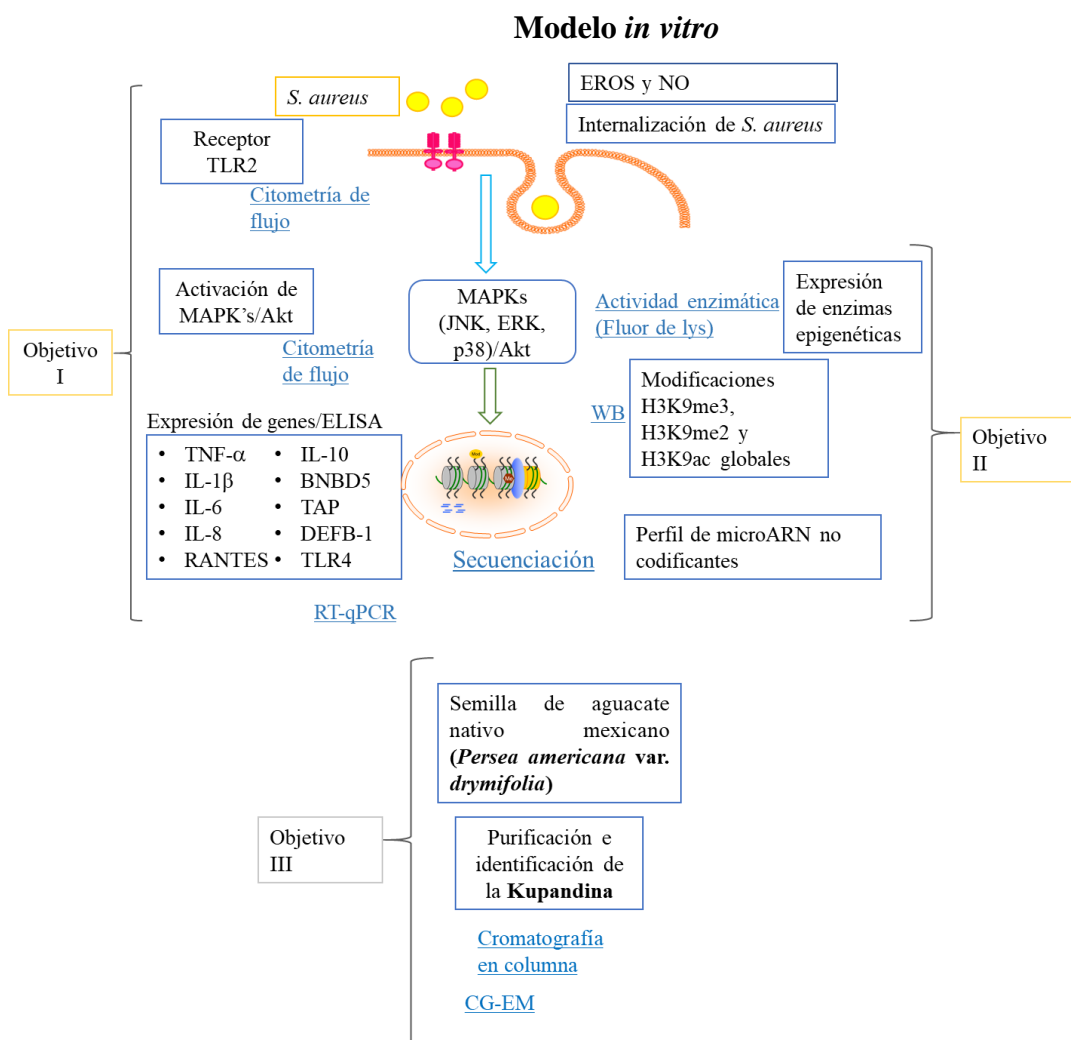 Modelo in vitro
S. aureus
EROS y NO
Internalización de S. aureus
Receptor
TLR2
Citometría de
flujo
Activación de
MAPK’s/Akt
Citometría
de flujo
MAPKs
(JNK, ERK,
p38)/Akt
Actividad enzimática
(Fluor de lys)
Expresión
de enzimas
epigenéticas
Objetivo
I
WB
Modificaciones
H3K9me3,
H3K9me2 y
H3K9ac globales
Objetivo
II
Expresión de genes/ELISA
• TNF-α
• IL-1β
• IL-6
• IL-8
• RANTES
• IL-10
• BNBD5
• TAP
• DEFB-1
• TLR4
Secuenciación
Perfil de microARN no
codificantes
RT-qPCR
Semilla de aguacate
nativo mexicano
(Persea americana var.
drymifolia)
Objetivo
III
Purificación e
identificación de
la Kupandina
Cromatografía
en columna
CG-EM